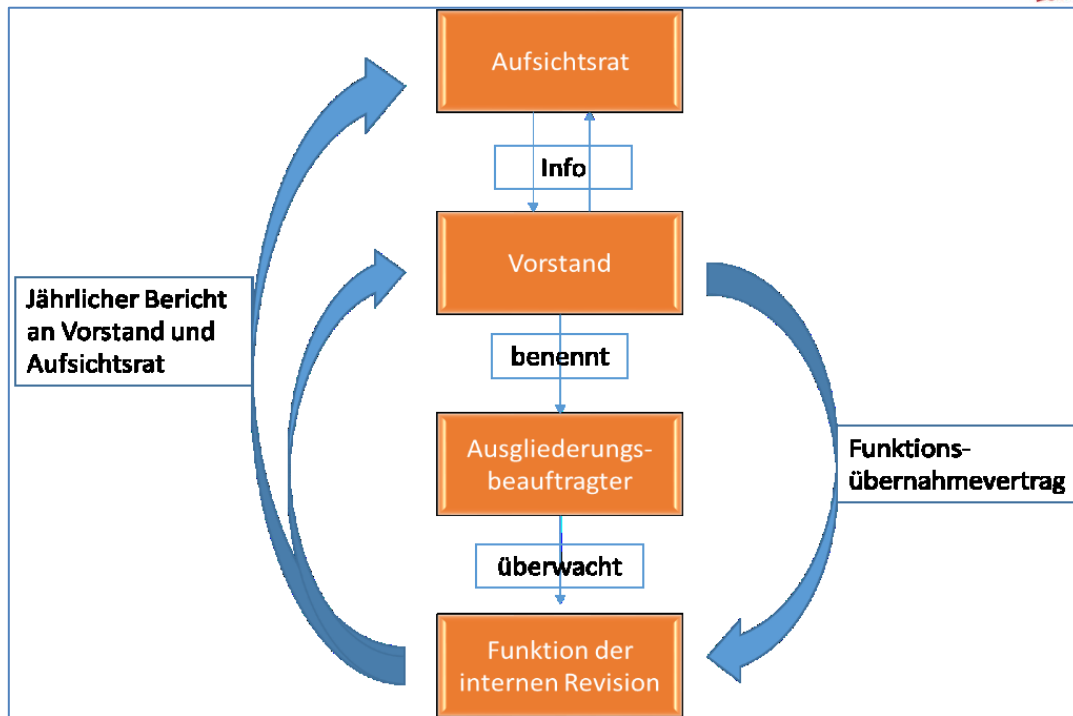 Aufsichtsrat
Info
Vorstand
Jährlicher Bericht
an Vorstand und
Aufsichtsrat
benennt
Ausgliederungs-
beauftragter
Funktions-
übernahmevertrag
überwacht
Funktion der
internen Revision